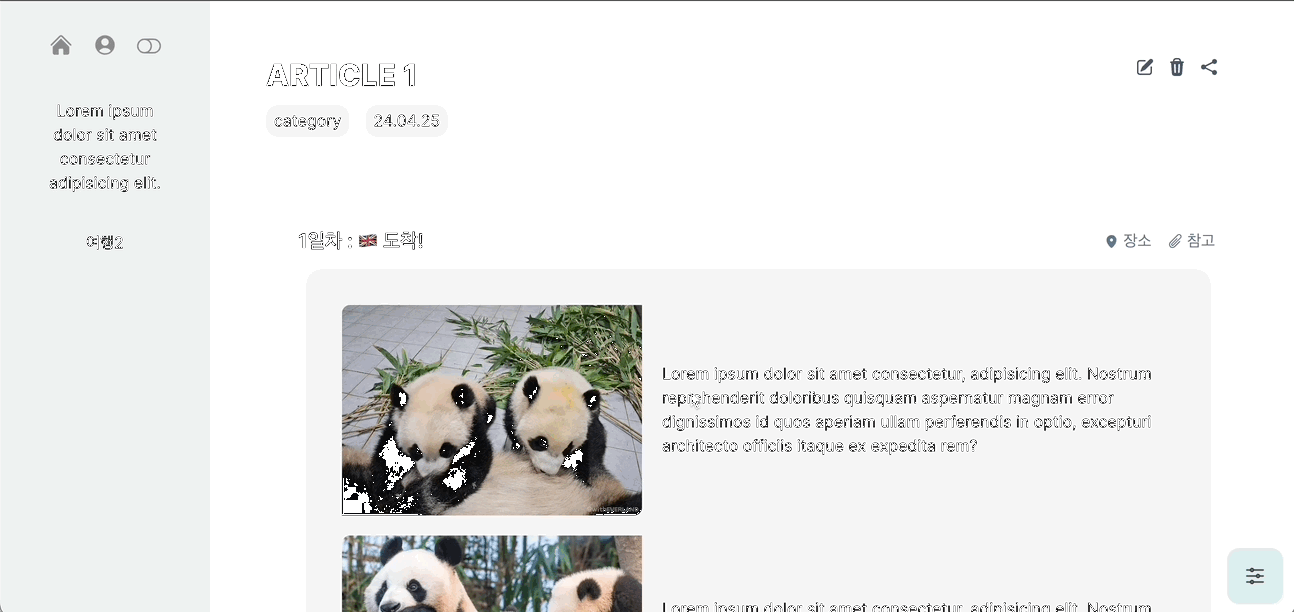 Lorem ipsum
dolor sit amet
consectetur
adipisicing elit.
여행2
ARTICLE 1
category 24.04.25
1일차 : 🇬🇧 도착!
장소 참고
Lorem ipsum dolor sit amet consectetur, adipisicing elit. Nostrum
reprehenderit doloribus quisquam aspernatur magnam error
dignissimos id quos aperiam ullam perferendis in optio, excepturi
architecto officiis itaque ex expedita rem?
Lorem ipsum dolor sit amet consectetur, adipisicing elit. Nostrum